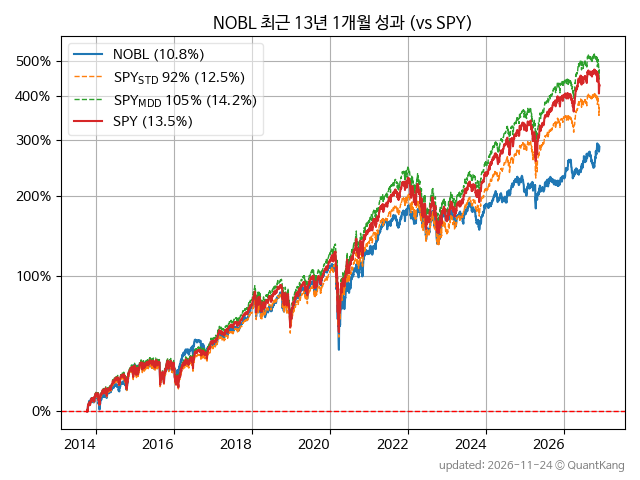 NOBL 최근 13년 1개월 성과 (vs SPY)
NOBL (10.8%)
SPY_STD 92% (12.5%)
SPY_MDD 105% (14.2%)
SPY (13.5%)
500%
400%
300%
200%
100%
0%
2014 2016 2018 2020 2022 2024 2026
updated: 2026-11-24 © QuantKang